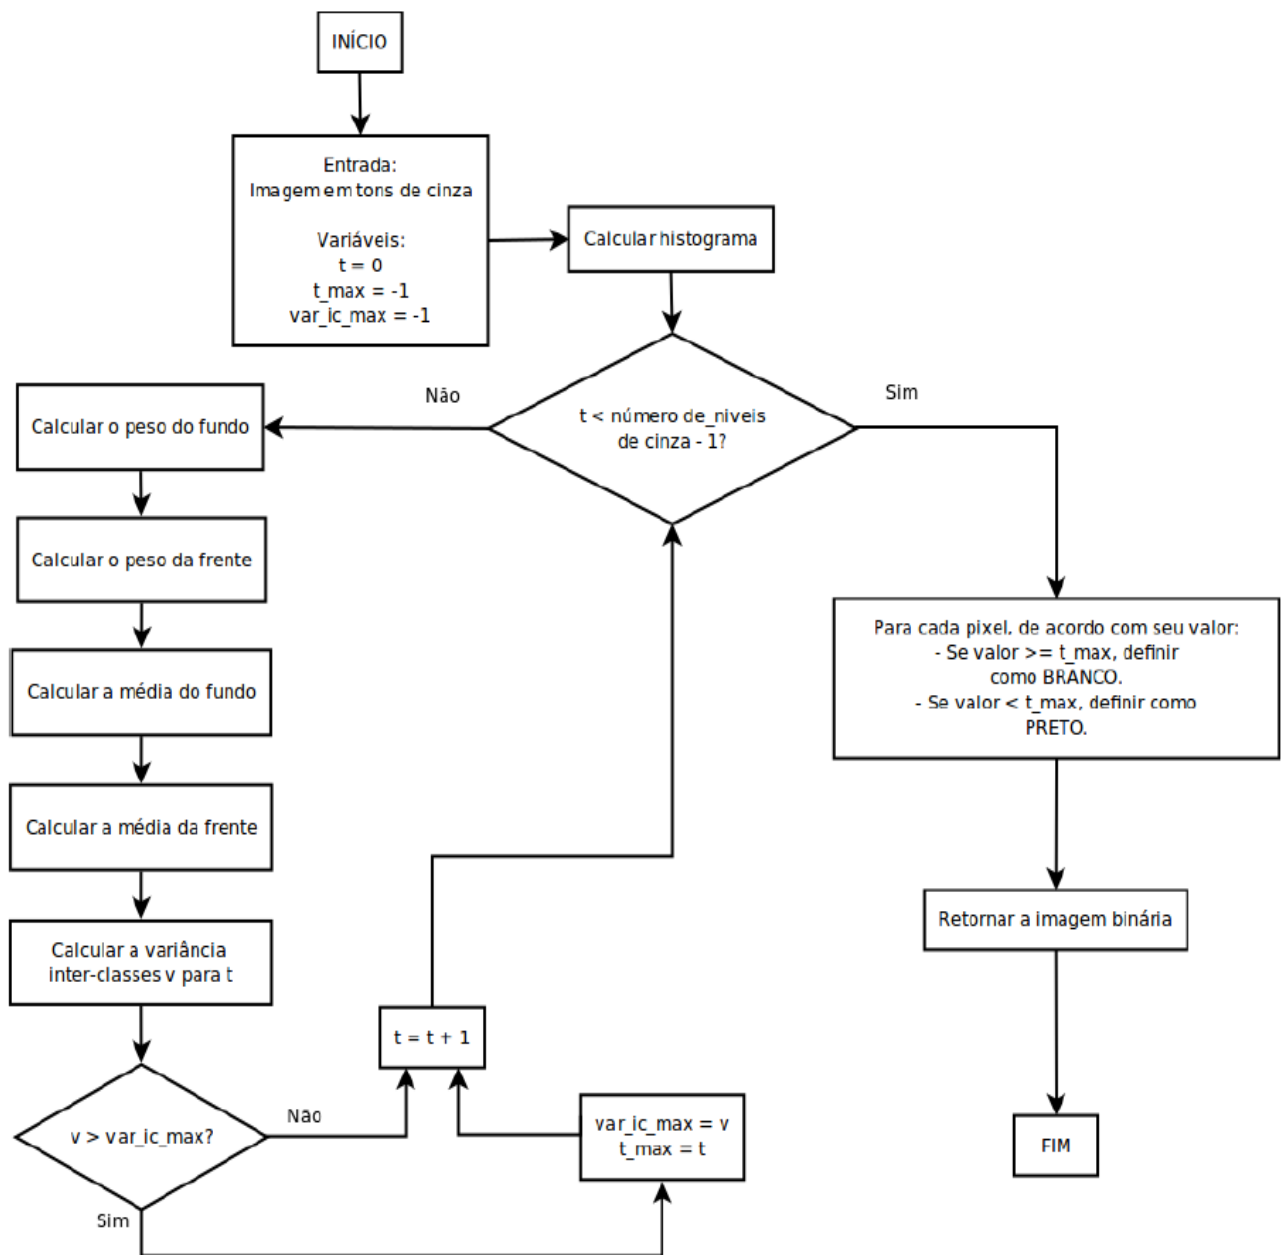 INÍCIO
Entrada:
Imagem em tons de cinza
Variáveis:
t = 0
t_max = -1
var_ic_max = -1
Calcular histograma
t < número de_niveis
de cinza - 1?
Não
Sim
Calcular o peso do fundo
Calcular o peso da frente
Calcular a média do fundo
Calcular a média da frente
Calcular a variância
inter-classes v para t
v > var_ic_max?
Não
Sim
t = t + 1
var_ic_max = v
t_max = t
Para cada pixel, de acordo com seu valor:
- Se valor >= t_max, definir
como BRANCO.
- Se valor < t_max, definir como
PRETO.
Retornar a imagem binária
FIM